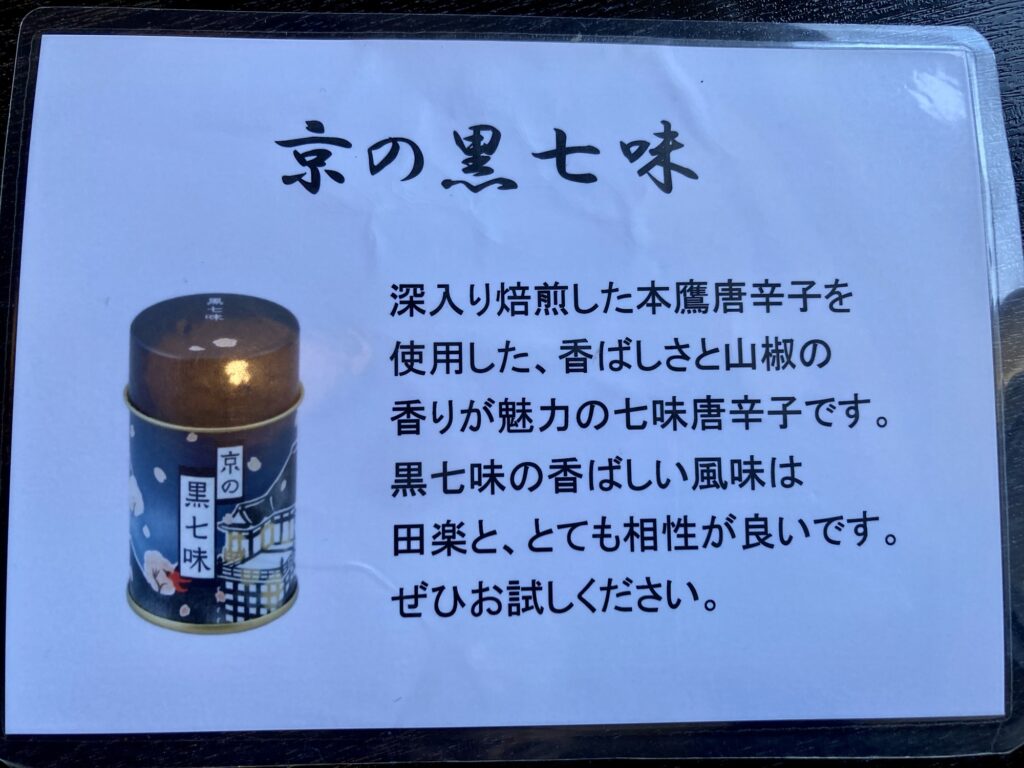 京の黒七味
深入り焙煎した本鷹唐辛子を
使用した、香ばしさと山椒の
香りが魅力の七味唐辛子です。
黒七味の香ばしい風味は
田楽と、とても相性が良いです。
ぜひお試しください。
黒七味
京の
黒七味